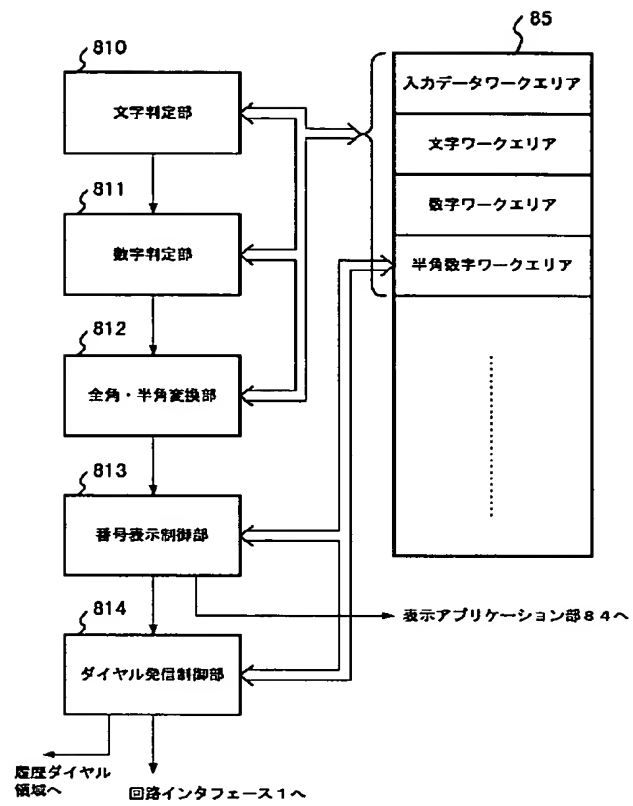 810
文字判定部
811
数字判定部
812
全角・半角変換部
813
番号表示制御部
814
ダイヤル発信制御部
85
入力データワークエリア
文字ワークエリア
数字ワークエリア
半角数字ワークエリア
表示アプリケーション部84へ
履歴ダイヤル
領域へ
回路インタフェース1へ